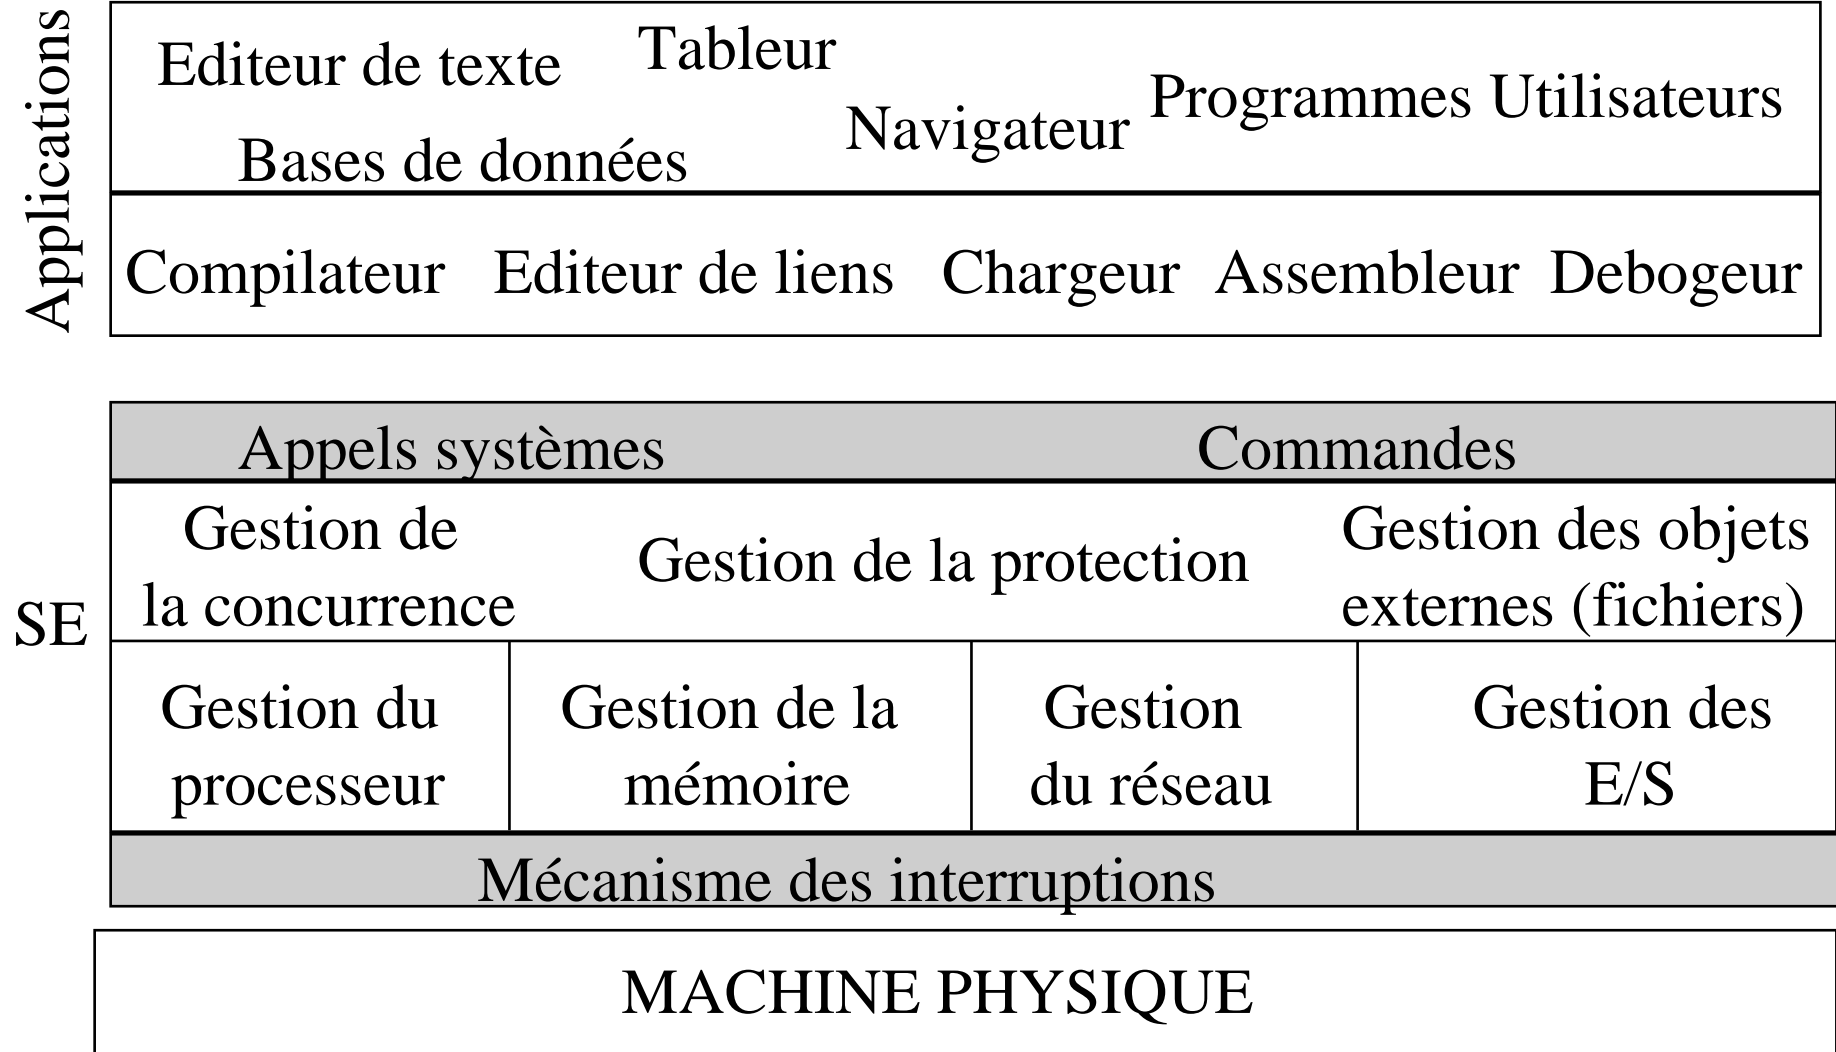 Applications
Editeur de texte
Tableur
Programmes Utilisateurs
Navigateur
Bases de données
Compilateur Editeur de liens Chargeur Assembleur Debogeur
Appels systèmes Commandes
SE
Gestion de
la concurrence
Gestion de la protection
Gestion des objets
externes (fichiers)
Gestion du
processeur
Gestion de la
mémoire
Gestion
du réseau
Gestion des
E/S
Mécanisme des interruptions
MACHINE PHYSIQUE